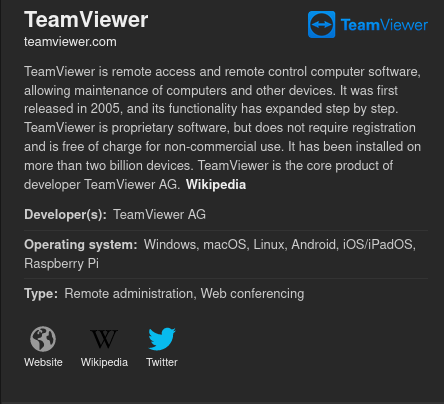 TeamViewer
TeamViewer
teamviewer.com
TeamViewer is remote access and remote control computer software,
allowing maintenance of computers and other devices. It was first
released in 2005, and its functionality has expanded step by step.
TeamViewer is proprietary software, but does not require registration
and is free of charge for non-commercial use. It has been installed on
more than two billion devices. TeamViewer is the core product of
developer TeamViewer AG. Wikipedia
Developer(s): TeamViewer AG
Operating system: Windows, macOS, Linux, Android, iOS/iPadOS,
Raspberry Pi
Type: Remote administration, Web conferencing
W
Website Wikipedia Twitter